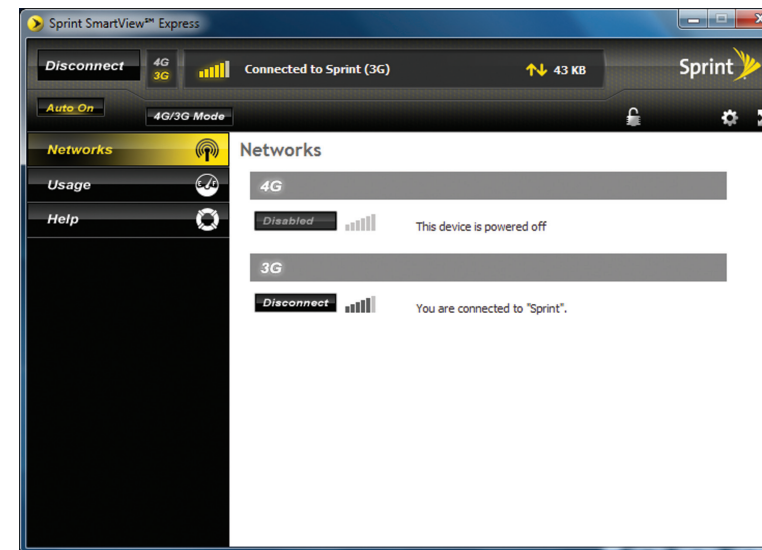 Sprint SmartView℠ Express
Disconnect 4G 3G Connected to Sprint (3G) 43 KB Sprint
Auto On 4G/3G Mode
Networks Networks
Usage 4G
Disabled This device is powered off
Help
3G
Disconnect You are connected to "Sprint".